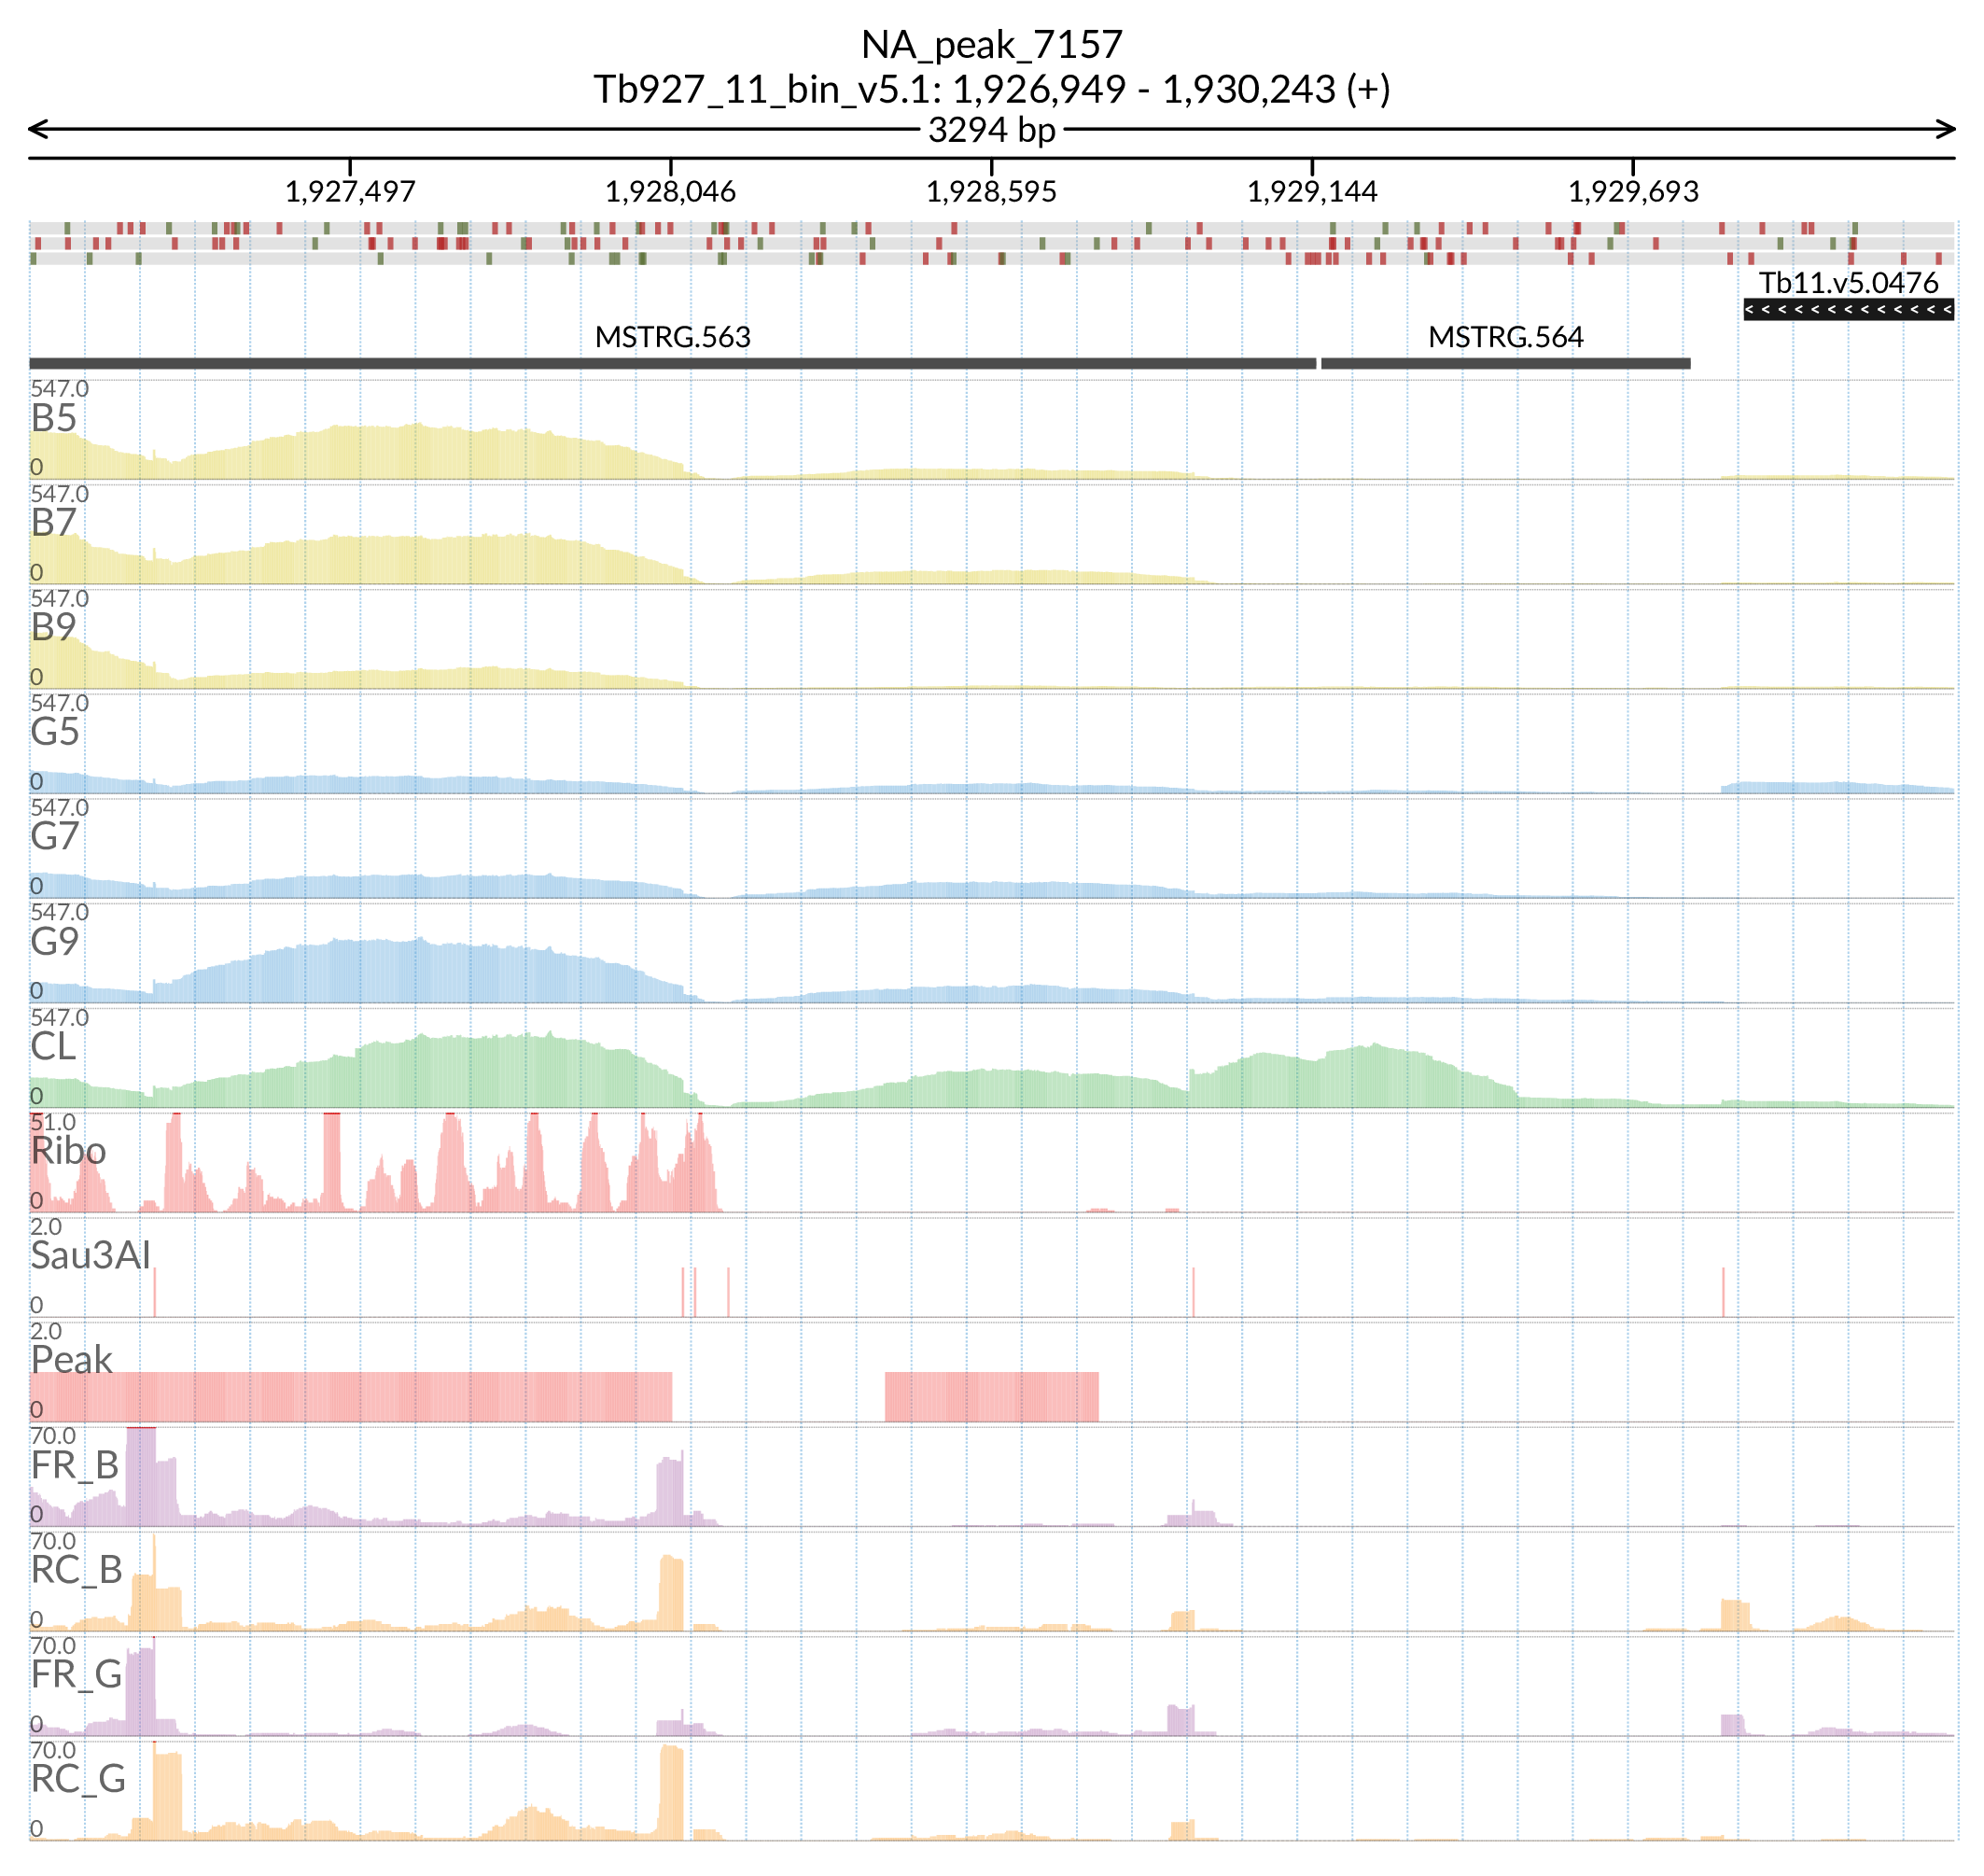 NA_peak_7157
Tb927_11_bin_v5.1: 1,926,949 - 1,930,243 (+)
3294 bp
1,927,497 1,928,046 1,928,595 1,929,144 1,929,693
Tb11.v5.0476
< < < < < < < < < < < < <
MSTRG.563 MSTRG.564
547.0
B5
0
547.0
B7
0
547.0
B9
0
547.0
G5
0
547.0
G7
0
547.0
G9
0
547.0
CL
0
51.0
Ribo
0
2.0
Sau3AI
0
2.0
Peak
0
70.0
FR_B
0
70.0
RC_B
0
70.0
FR_G
0
70.0
RC_G
0